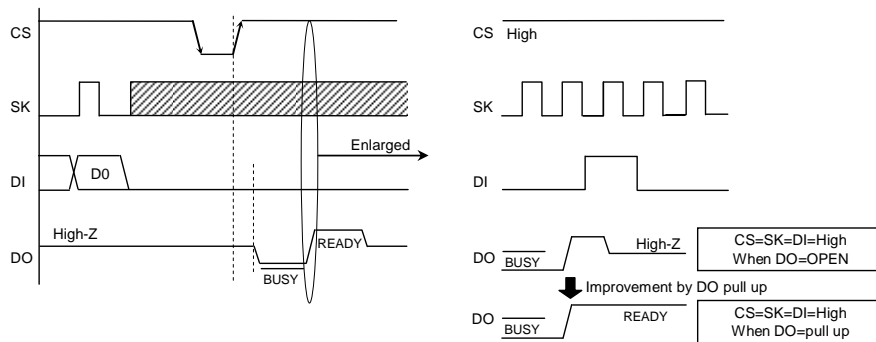 CS
SK
DI
D0
Enlarged
High-Z
DO
BUSY
READY
CS High
SK
DI
DO
BUSY
High-Z
CS=SK=DI=High
When DO=OPEN
Improvement by DO pull up
DO
BUSY
READY
CS=SK=DI=High
When DO=pull up